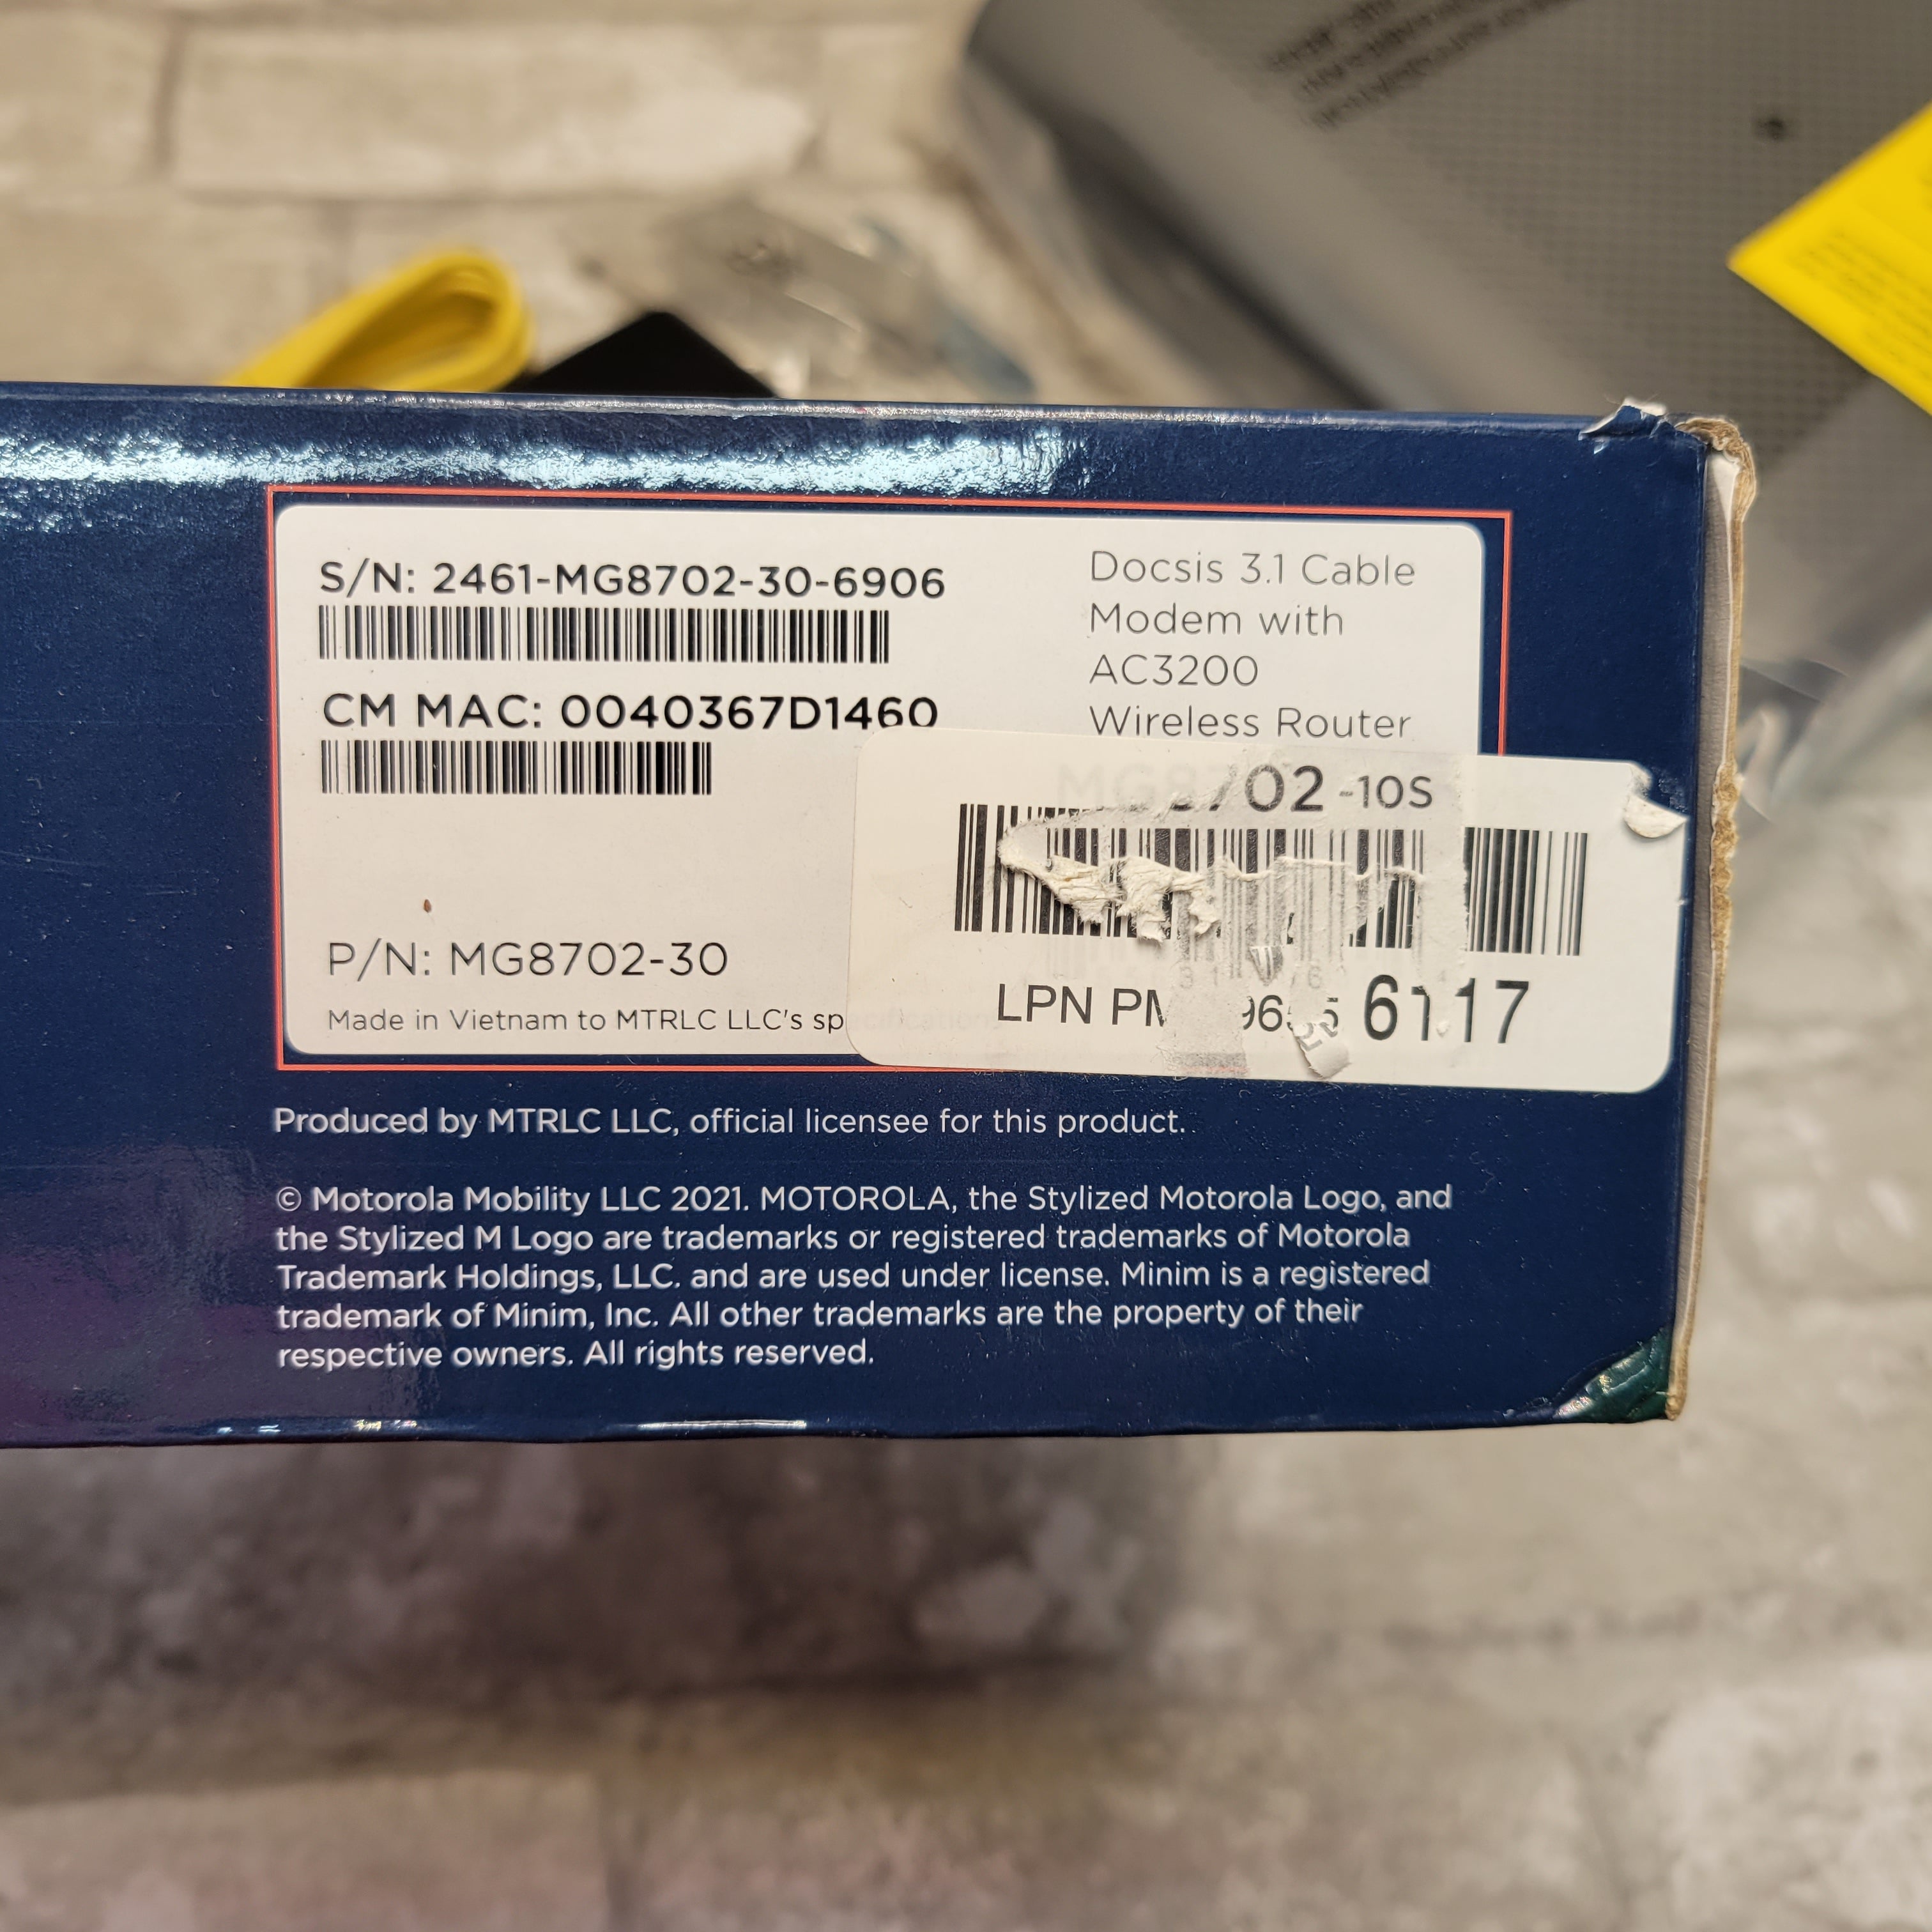 S/N: 2461-MG8702-30-6906
CM MAC: 0040367D1460
P/N: MG8702-30
Made in Vietnam to MTRLC LLC's specifications
Docsis 3.1 Cable
Modem with
AC3200
Wireless Router
MG8702 -10S
LPN 6117
Produced by MTRLC LLC, official licensee for this product.
© Motorola Mobility LLC 2021. MOTOROLA, the Stylized Motorola Logo, and
the Stylized M Logo are trademarks or registered trademarks of Motorola
Trademark Holdings, LLC. and are used under license. Minim is a registered
trademark of Minim, Inc. All other trademarks are the property of their
respective owners. All rights reserved.